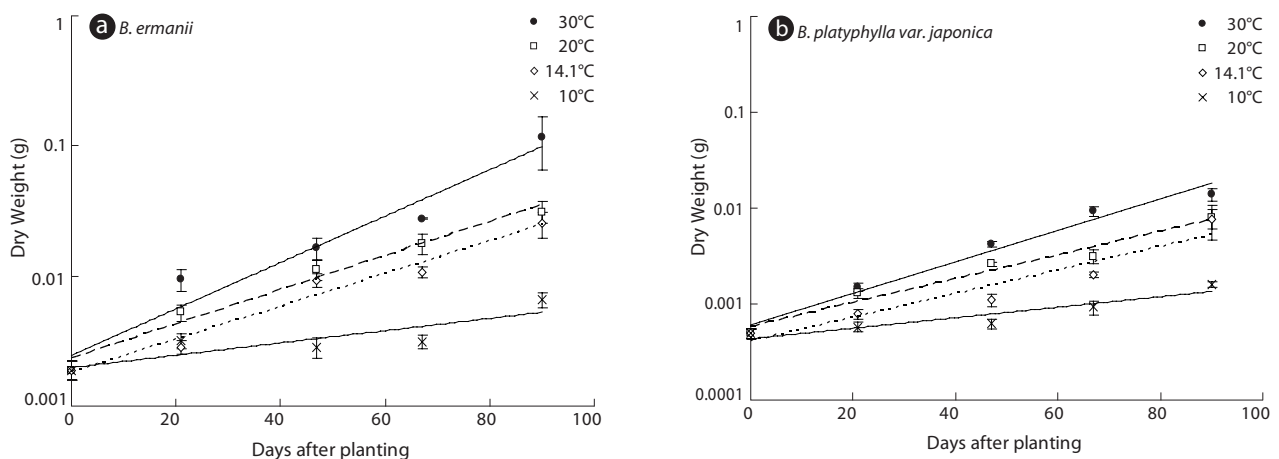 a B. ermanii
1
0.1
0.01
0.001
Dry Weight (g)
0
20
40
60
80
100
Days after planting
30°C
20°C
14.1°C
10°C
b B. platyphylla var. japonica
1
0.1
0.01
0.001
0.0001
Dry Weight (g)
0
20
40
60
80
100
Days after planting
30°C
20°C
14.1°C
10°C